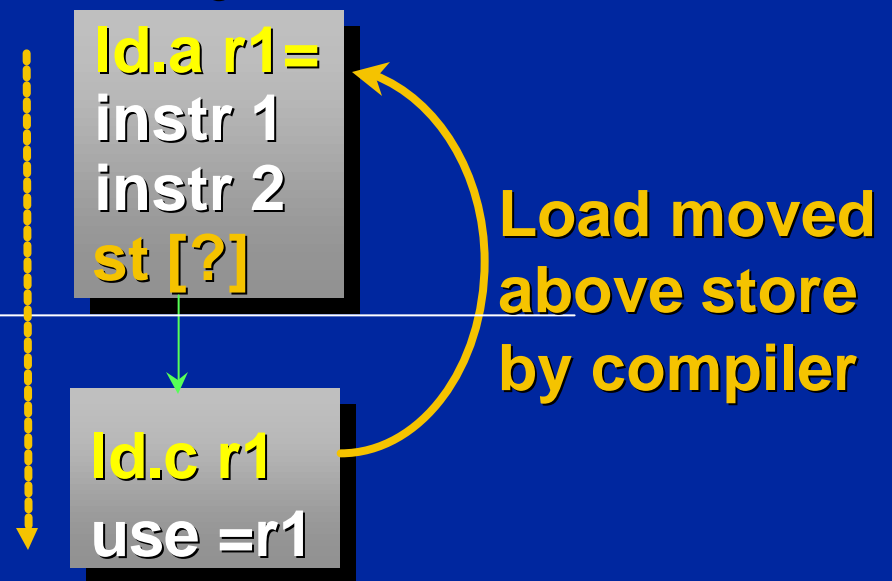 ld.a r1=
instr 1
instr 2
st [?]
Load moved
above store
by compiler
ld.c r1
use =r1